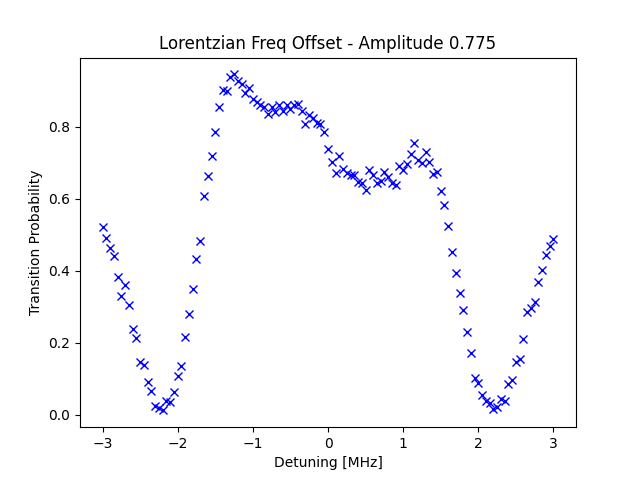 Lorentzian Freq Offset - Amplitude 0.775
Transition Probability
0.8
0.6
0.4
0.2
0.0
−3 −2 −1 0 1 2 3
Detuning [MHz]